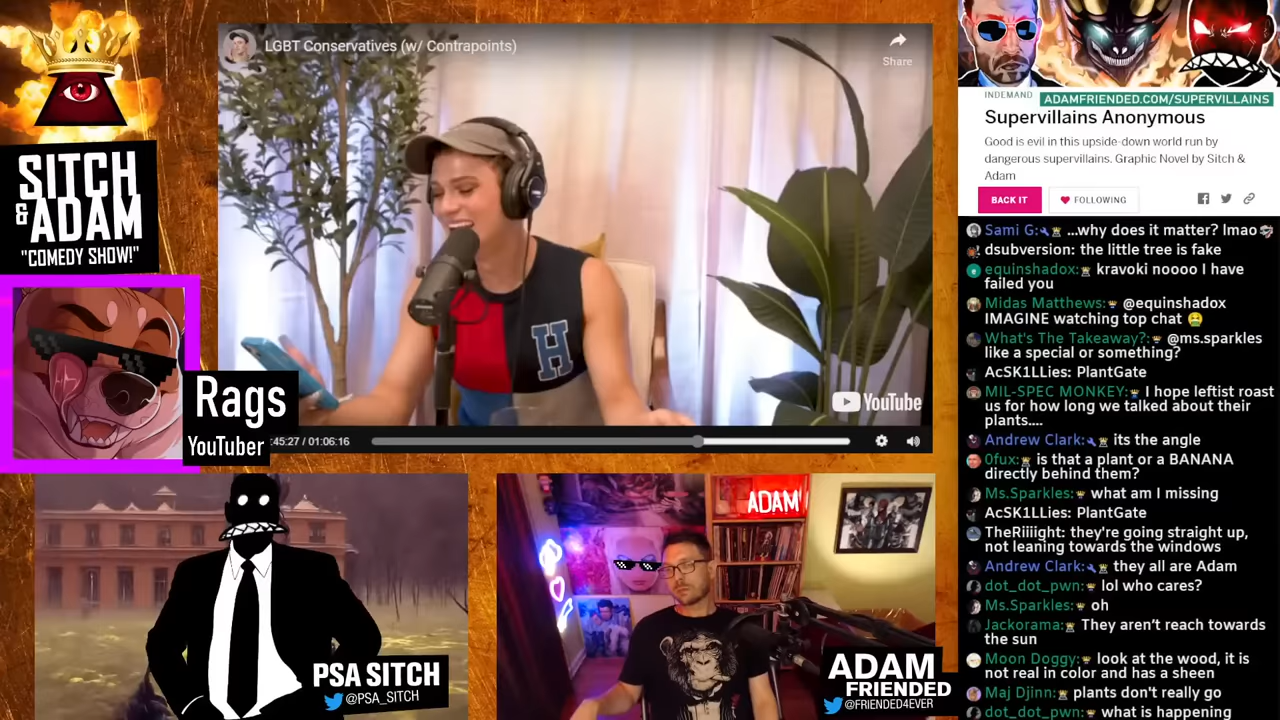 LGBT Conservatives (w/ Contrapoints)
Share
SITCH
& ADAM
"COMEDY SHOW!"
H
YouTube
Rags
YouTuber
:45:27 / 01:06:16
PSA SITCH
@PSA_SITCH
ADAM
ADAM
FRIENDED
@FRIENDED4EVER
INDEMAND
ADAMFRIENDED.COM/SUPERVILLAINS
Supervillains Anonymous
Good is evil in this upside-down world run by
dangerous supervillains. Graphic Novel by Sitch &
Adam
BACK IT
FOLLOWING
Sami G: ...why does it matter? lmao
dsubversion: the little tree is fake
equinshadox: kravoki noooo I have
failed you
Midas Matthews: @equinshadox
IMAGINE watching top chat 🤮
What's The Takeaway?: @ms.sparkles
like a special or something?
AcSK1LLies: PlantGate
MIL-SPEC MONKEY: I hope leftist roast
us for how long we talked about their
plants....
Andrew Clark: its the angle
0fux: is that a plant or a BANANA
directly behind them?
Ms.Sparkles: what am I missing
AcSK1LLies: PlantGate
TheRiiiight: they're going straight up,
not leaning towards the windows
Andrew Clark: they all are Adam
dot_dot_pwn: lol who cares?
Ms.Sparkles: oh
Jackorama: They aren't reach towards
the sun
Moon Doggy: look at the wood, it is
not real in color and has a sheen
Maj Djinn: plants don't really go
dot_dot_pwn: what is happening